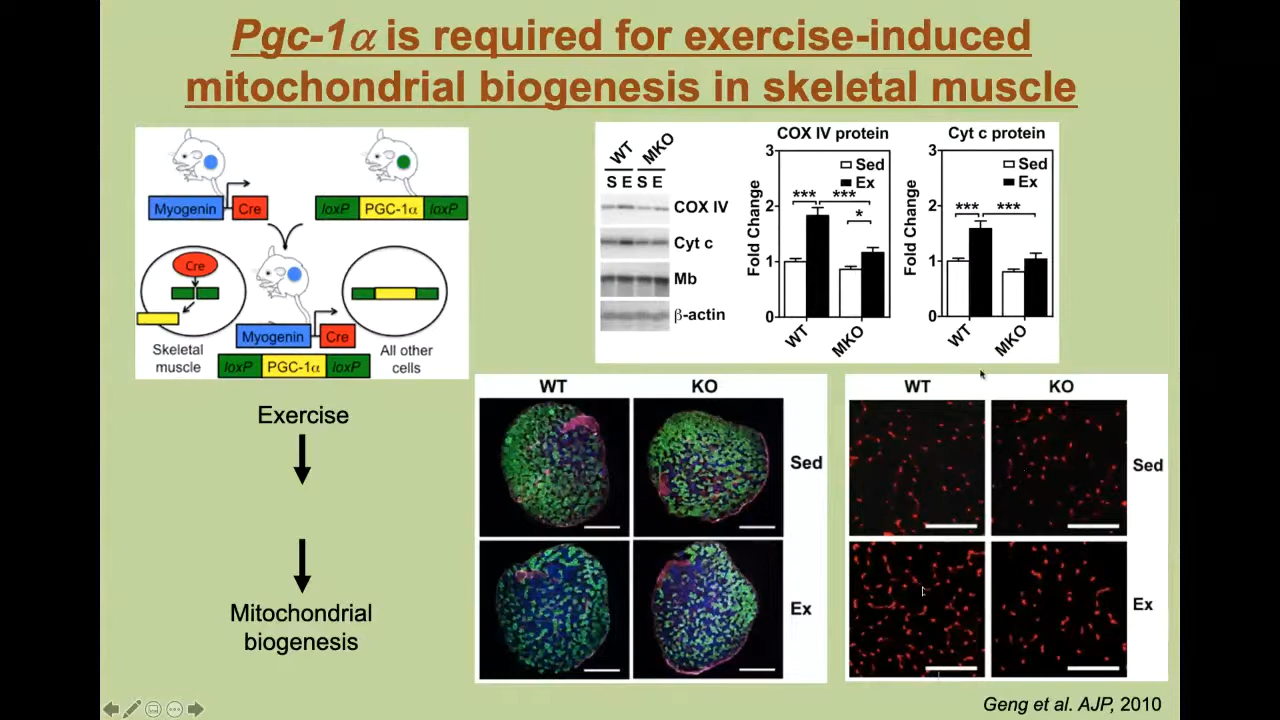 Pgc-1α is required for exercise-induced
mitochondrial biogenesis in skeletal muscle
Myogenin Cre
loxP PGC-1α loxP
Cre
Skeletal
muscle
Myogenin Cre
loxP PGC-1α loxP
All other
cells
Exercise
Mitochondrial
biogenesis
WT MKO
S E S E
COX IV
Cyt c
Mb
β-actin
COX IV protein
Fold Change
3
2
1
0
Sed
Ex
***
***
*
WT
MKO
Cyt c protein
Fold Change
3
2
1
0
Sed
Ex
***
***
WT
MKO
WT KO
Sed
Ex
WT KO
Sed
Ex
Geng et al. AJP, 2010